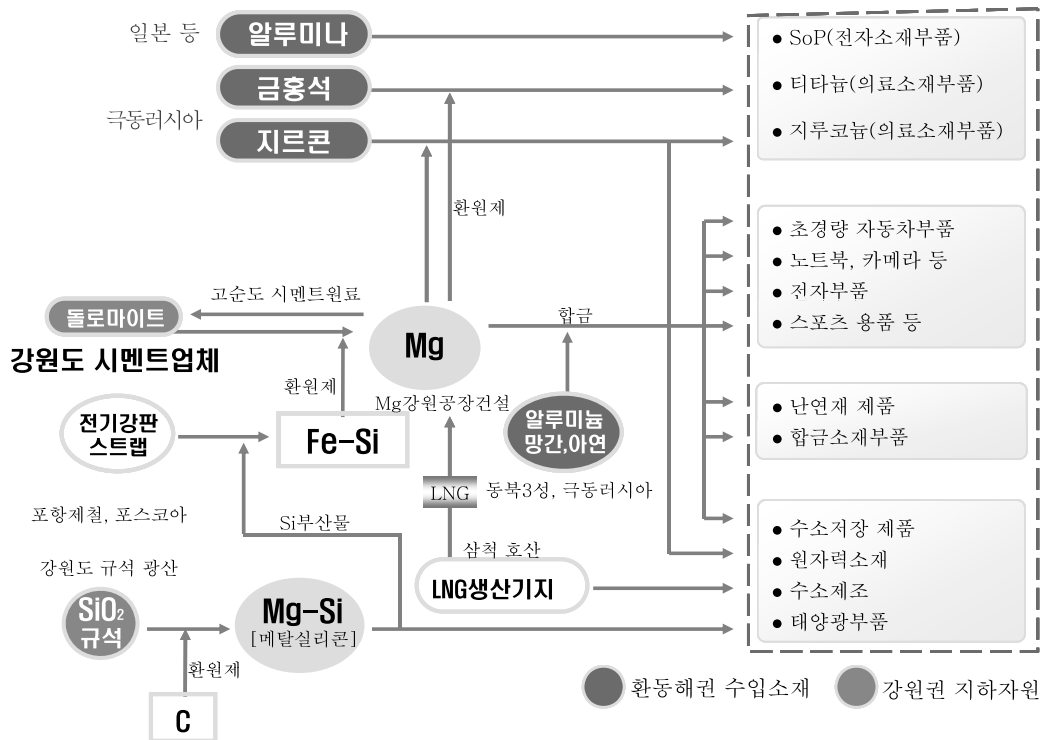 일본 등
알루미나
금홍석
극동러시아
지르콘
환원제
고순도 시멘트원료
돌로마이트
강원도 시멘트업체
Mg
합금
환원제
Mg강원공장건설
전기강판
스트랩
Fe-Si
알루미늄
망간,아연
LNG
동북3성, 극동러시아
포항제철, 포스코아
Si부산물
삼척 호산
LNG생산기지
강원도 규석 광산
SiO₂
규석
Mg-Si
[메탈실리콘]
환원제
C
● SoP(전자소재부품)
● 티타늄(의료소재부품)
● 지루코늄(의료소재부품)
● 초경량 자동차부품
● 노트북, 카메라 등
● 전자부품
● 스포츠 용품 등
● 난연재 제품
● 합금소재부품
● 수소저장 제품
● 원자력소재
● 수소제조
● 태양광부품
환동해권 수입소재
강원권 지하자원